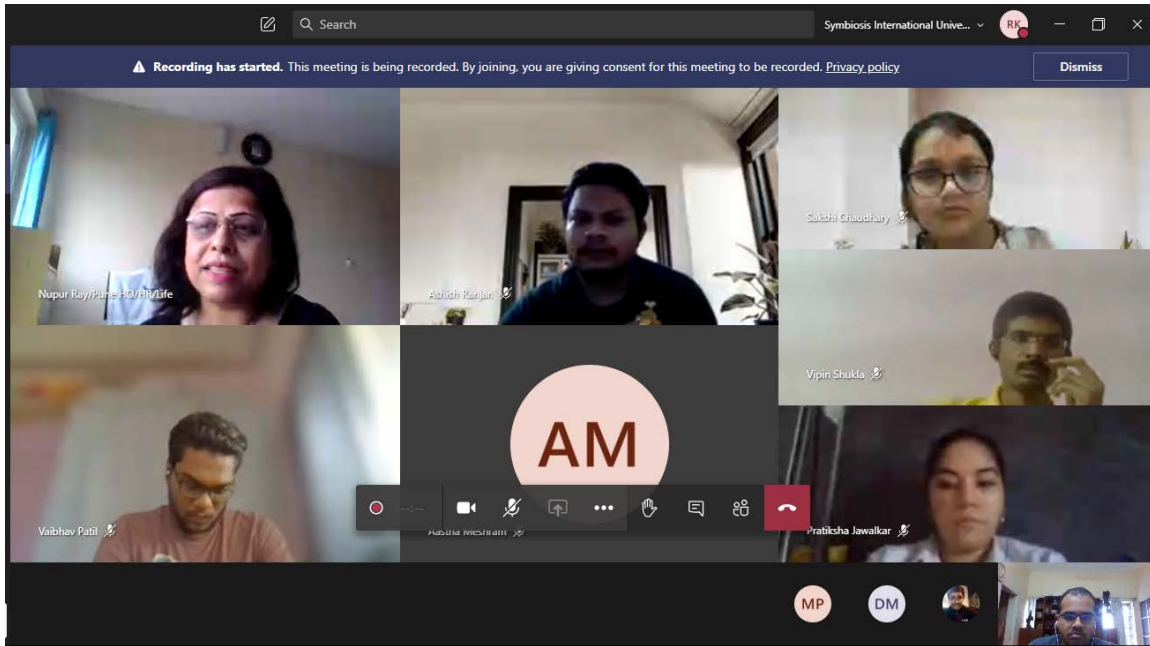 Search
Symbiosis International Unive...
RK
Recording has started. This meeting is being recorded. By joining, you are giving consent for this meeting to be recorded. Privacy policy
Dismiss
Nupur Ray/Pune HO/HR/Life
Ashish Ranjan
Sakshi Chaudhary
Vipin Shukla
AM
--:--
Vaibhav Patil
Aastha Meshram
Pratiksha Jawalkar
MP
DM